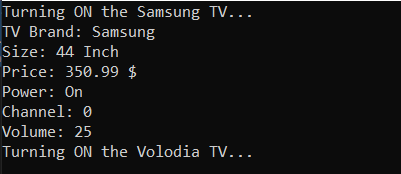 Turning ON the Samsung TV...
TV Brand: Samsung
Size: 44 Inch
Price: 350.99 $
Power: On
Channel: 0
Volume: 25
Turning ON the Volodia TV...